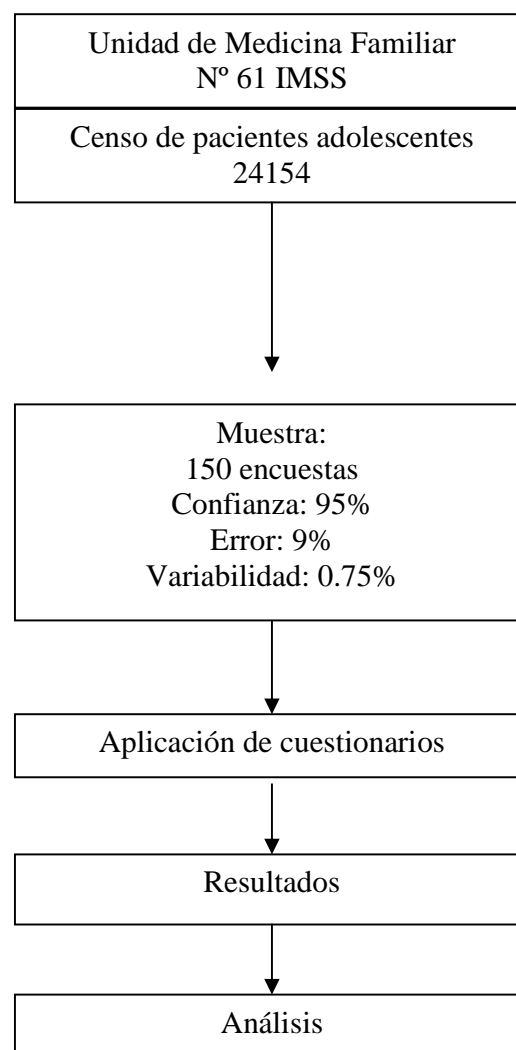 Unidad de Medicina Familiar
Nº 61 IMSS
Censo de pacientes adolescentes
24154
Muestra:
150 encuestas
Confianza: 95%
Error: 9%
Variabilidad: 0.75%
Aplicación de cuestionarios
Resultados
Análisis